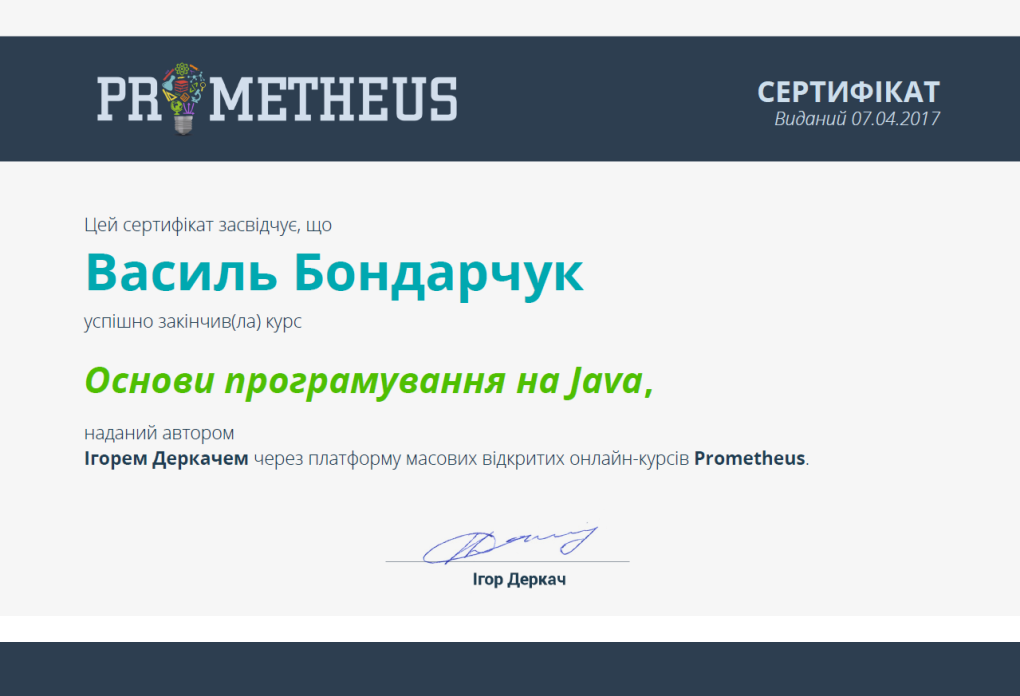 PROMETHEUS
СЕРТИФІКАТ
Виданий 07.04.2017
Цей сертифікат засвідчує, що
Василь Бондарчук
успішно закінчив(ла) курс
Основи програмування на Java,
наданий автором
Ігорем Деркачем через платформу масових відкритих онлайн-курсів Prometheus.
Ігор Деркач